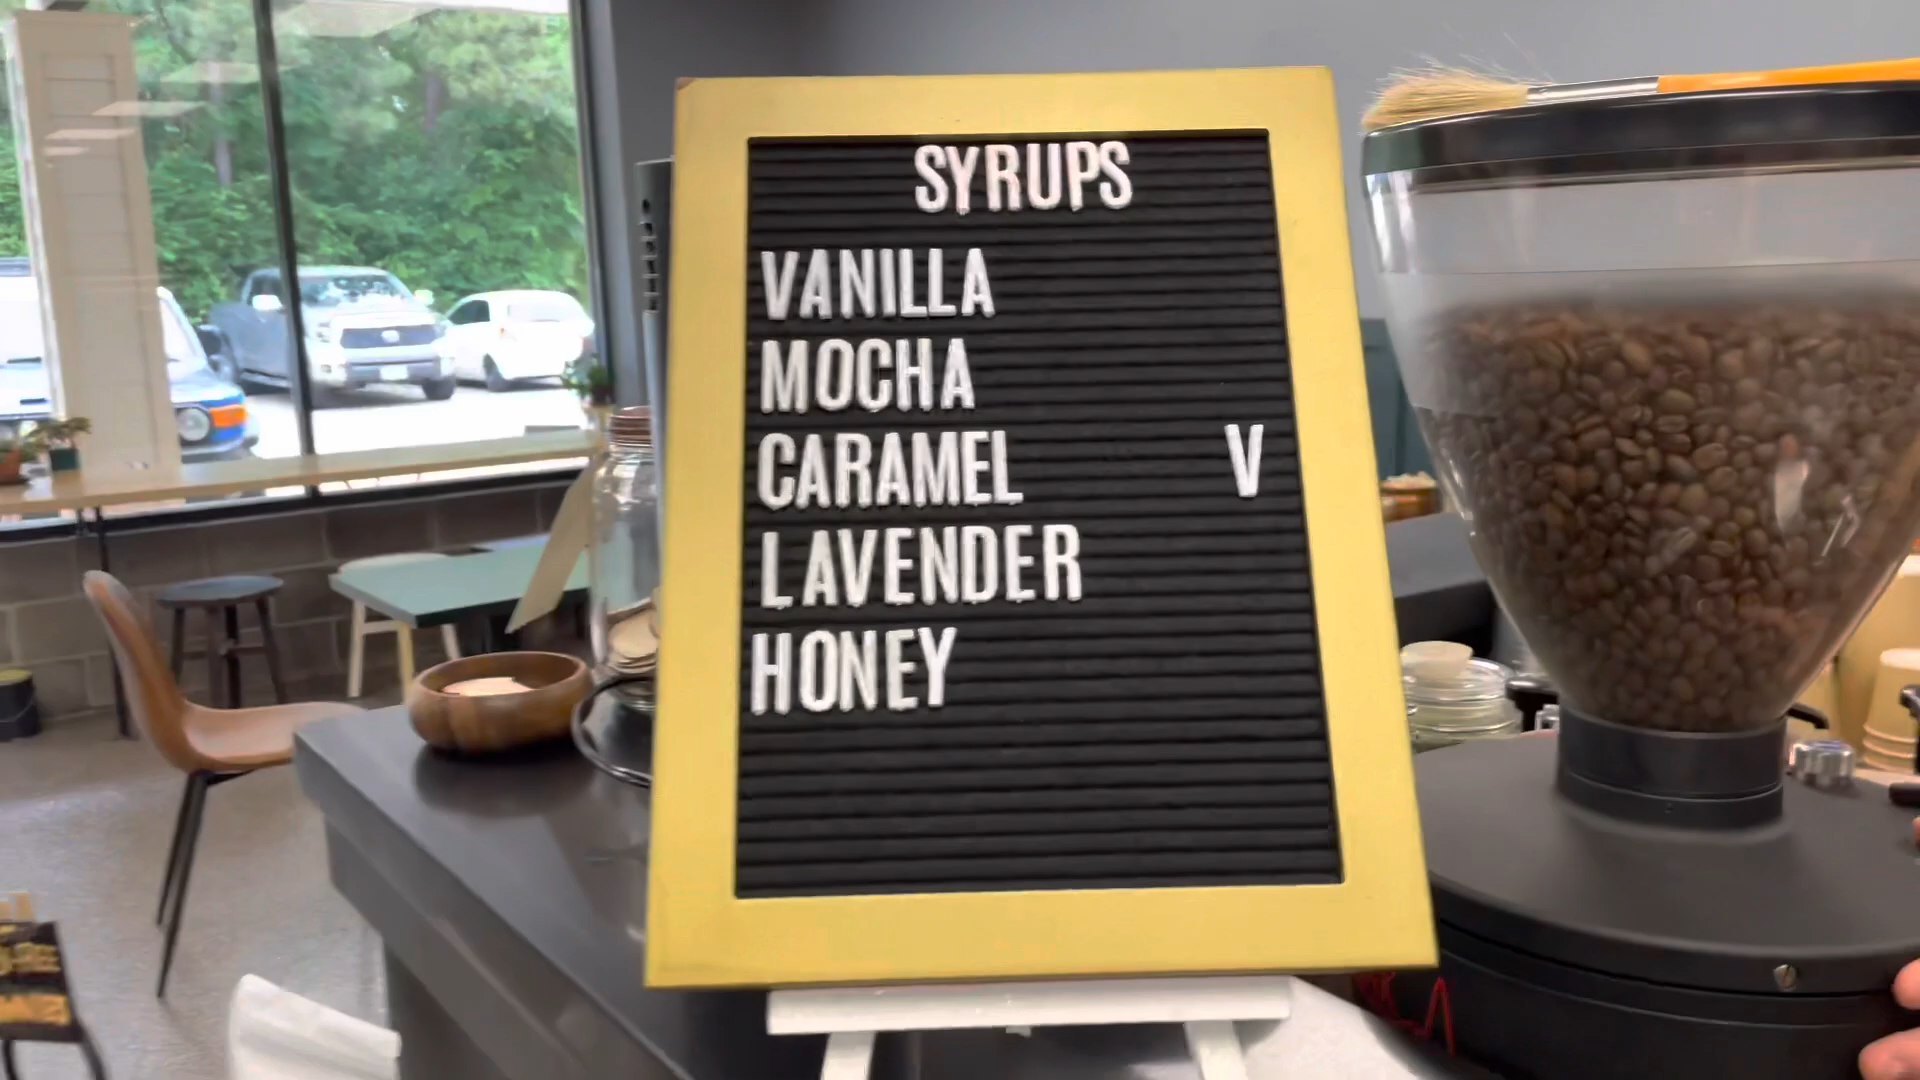 SYRUPS
VANILLA
MOCHA
CARAMEL V
LAVENDER
HONEY